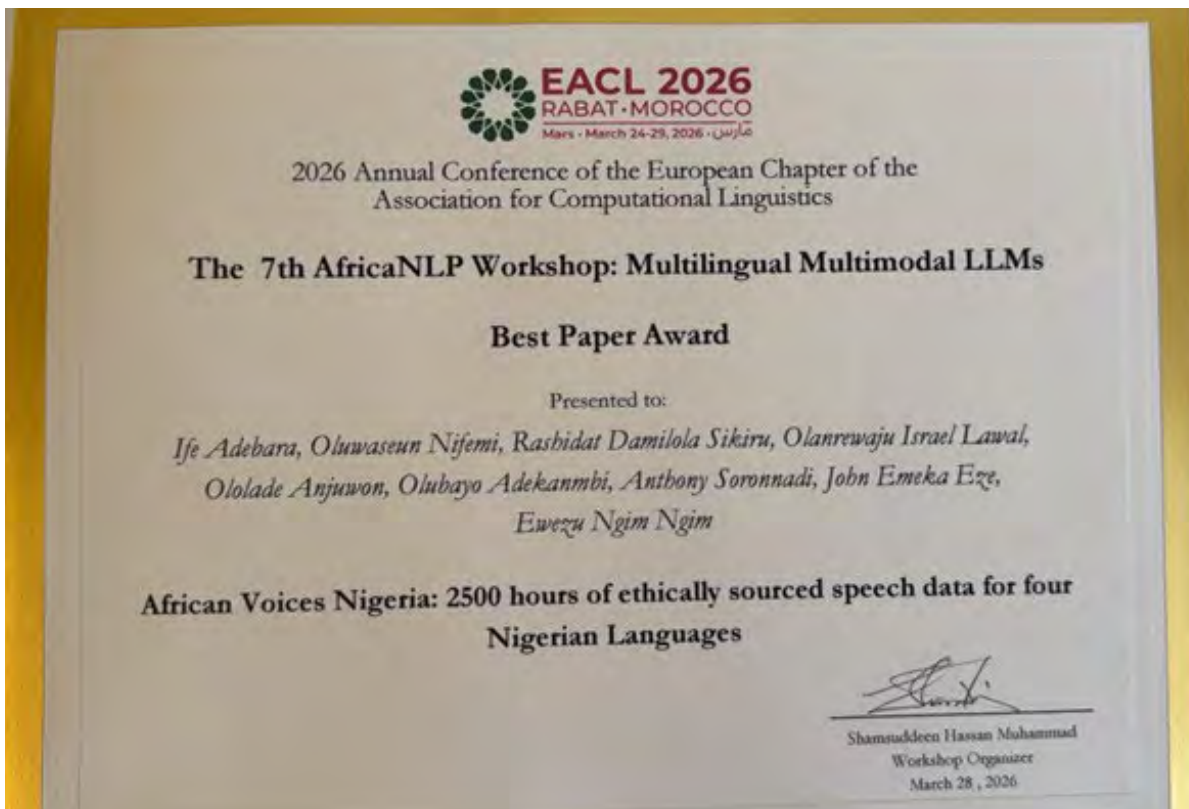 EACL 2026
RABAT·MOROCCO
Mars - March 24-29, 2026 - مارس
2026 Annual Conference of the European Chapter of the
Association for Computational Linguistics
The 7th AfricaNLP Workshop: Multilingual Multimodal LLMs
Best Paper Award
Presented to:
Ife Adebara, Oluwaseun Nifemi, Rashidat Damilola Sikiru, Olanrewaju Israel Lawal,
Ololade Anjuwon, Olubayo Adekanmbi, Anthony Soronnadi, John Emeka Eze,
Ewezu Ngim Ngim
African Voices Nigeria: 2500 hours of ethically sourced speech data for four
Nigerian Languages
Shamsuddeen Hassan Muhammad
Workshop Organizer
March 28 , 2026